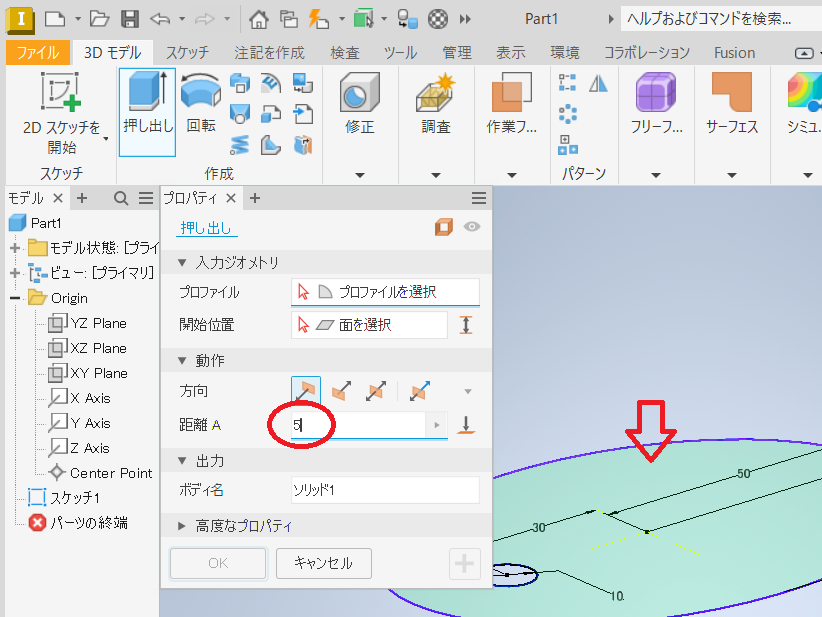 I
Part1
ヘルプおよびコマンドを検索...
ファイル 3D モデル スケッチ 注記を作成 検査 ツール 管理 表示 環境 コラボレーション Fusion
2D スケッチを
開始
押し出し
回転
修正
調査
作業フ...
フリーフ...
サーフェス
シミュ
スケッチ
作成
パターン
モデル
Part1
モデル状態: [プライ
ビュー: [プライマリ]
Origin
YZ Plane
XZ Plane
XY Plane
X Axis
Y Axis
Z Axis
Center Point
スケッチ1
パーツの終端
プロパティ
押し出し
入力ジオメトリ
プロファイル プロファイルを選択
開始位置 面を選択
動作
方向
距離 A 5
出力
ボディ名 ソリッド1
高度なプロパティ
OK キャンセル
50
30
10